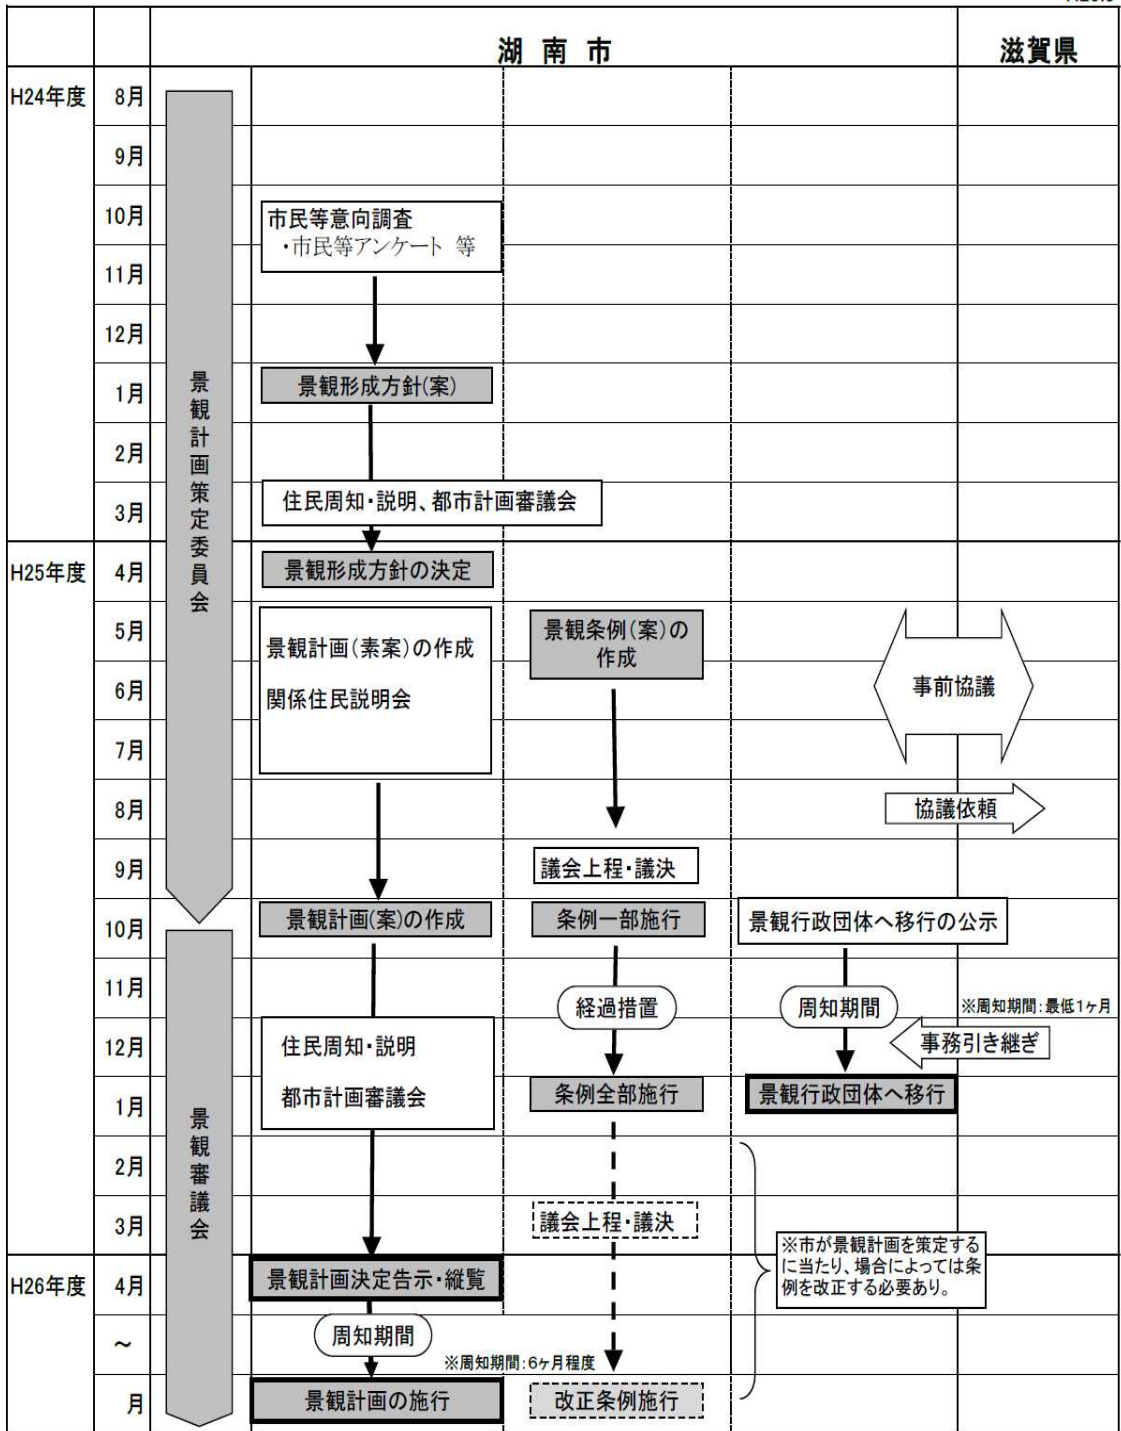 湖 南 市
滋賀県
H24年度
8月
9月
10月
市民等意向調査
・市民等アンケート 等
11月
12月
1月
景観形成方針(案)
2月
3月
住民周知・説明、都市計画審議会
景観計画策定委員会
H25年度
4月
景観形成方針の決定
5月
景観計画(素案)の作成
関係住民説明会
景観条例(案)の
作成
事前協議
6月
7月
8月
協議依頼
9月
議会上程・議決
10月
景観計画(案)の作成
条例一部施行
景観行政団体へ移行の公示
11月
経過措置
周知期間
※周知期間:最低1ヶ月
12月
住民周知・説明
都市計画審議会
事務引き継ぎ
1月
条例全部施行
景観行政団体へ移行
景観審議会
2月
3月
議会上程・議決
※市が景観計画を策定する
に当たり、場合によっては条
例を改正する必要あり。
H26年度
4月
景観計画決定告示・縦覧
~
周知期間
※周知期間:6ヶ月程度
月
景観計画の施行
改正条例施行